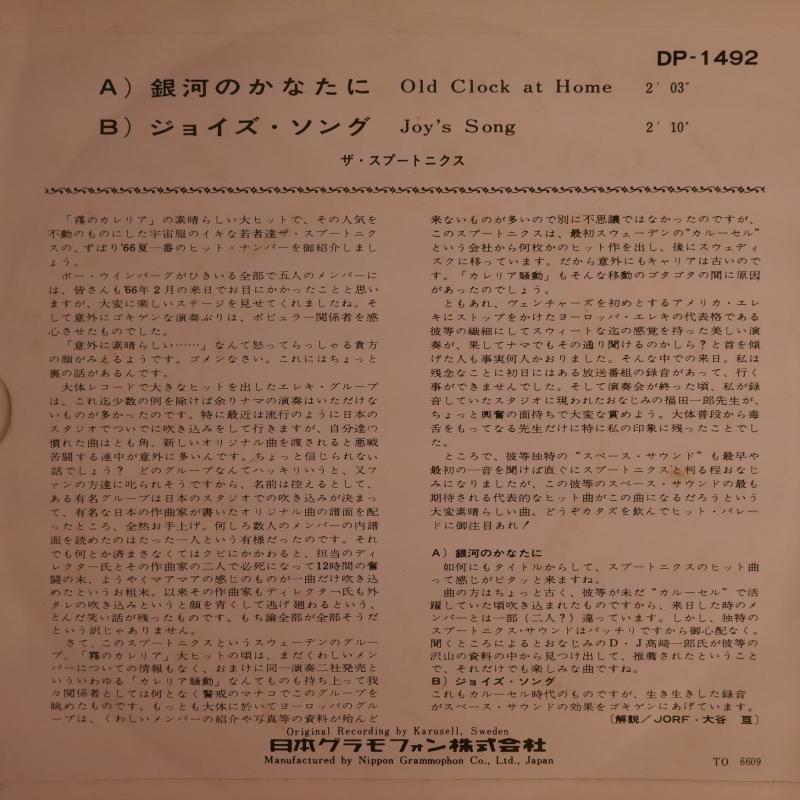 DP-1492
A) 銀河のかなたに Old Clock at Home 2′ 03″
B) ジョイズ・ソング Joy's Song 2′ 10″
ザ・スプートニクス
「霧のカレリア」の素晴らしい大ヒットで、その人気を
不動のものにした宇宙服のイキな若者達ザ・スプートニク
スの、ずばり'66夏一番のヒット・ナンバーを御紹介しまし
ょう。
ボー・ウインバーグがひきいる全部で五人のメンバーに
は、皆さんも'66年2月の来日でお目にかかったことと思い
ますが、大変に楽しいステージを見せてくれましたね。そ
して意外にゴキゲンな演奏ぶりは、ポピュラー関係者を感
心させたものでした。
「意外に素晴らしい……」なんて怒ってらっしゃる貴方
の顔がみえるようです。ゴメンなさい。これにはちょっと
裏の話があるんです。
大体レコードで大きなヒットを出したエレキ・グループ
は、これ迄少数の例を除けば余りナマの演奏はいただけな
いものが多かったのです。特に最近は流行のように日本の
スタジオでついでに吹き込みをして行きますが、自分達の
慣れた曲はとも角、新しいオリジナル曲を渡されると悪戦
苦闘する連中が意外に多いんです。ちょっと信じられない
話でしょう？ どのグループなんてハッキリいうと、又フ
ァンの方達に叱られそうですから、名前は控えるとして、
ある有名グループは日本のスタジオでの吹き込みが決まっ
て、有名な日本の作曲家が書いたオリジナル曲の譜面を配
ったところ、全然お手上げ。何しろ数人のメンバーの内譜
面を読めたのはたった一人という有様だったのです。それ
でも何とか済まさなくてはクビにかかわると、担当のディ
レクター氏とその作曲家の二人で必死になって12時間の奮
闘の末、ようやくマアマアの感じのものが一曲だけ吹き込
めたというお粗末。以来その作曲家もディレクター氏も外
タレの吹き込みというと顔を青くして逃げ廻わるという、
とんだ笑い話が残ったものです。もち論全部が全部そうだ
という訳じゃありません。
さて、このスプートニクスというスウェーデンのグルー
プ、「霧のカレリア」大ヒットの頃は、まだくわしいメン
バーについての情報もなく、おまけに同一演奏二社発売と
いういわゆる「カレリア騒動」なんてものも持ち上って我
々関係者としては何となく警戒のマナコでこのグループを
眺めたものです。もっとも大体に於いてヨーロッパのグル
ープは、くわしいメンバーの紹介や写真等の資料が殆んど
来ないものが多いので別に不思議ではなかったのですが、
このスプートニクスは、最初スウェーデンの"カルーセル"
という会社から何枚かのヒット作を出し、後にスウェディ
スクに移っています。だから意外にもキャリアは古いので
す。「カレリア騒動」もそんな移動のゴタゴタの間に原因
があったのでしょう。
ともあれ、ヴェンチャーズを初めとするアメリカ・エレ
キにストップをかけたヨーロッパ・エレキの代表格である
彼等の繊細にしてスウィートな迄の感覚を持った美しい演
奏が、果してナマでもその通り聞けるのかしら？と首を傾
げた人も事実何人かおりました。そんな中での来日。私は
残念なことに初日にはある放送番組の録音があって、行く
事ができませんでした。そして演奏会が終った頃、私が録
音していたスタジオに現われたおなじみの福田一郎先生が、
ちょっと興奮の面持ちで大変な賞めよう。大体普段から毒
舌をもってなる先生だけに特に私の印象に残ったことでし
た。
ところで、彼等独特の"スペース・サウンド"も最早や
最初の一音を聞けば直ぐにスプートニクスと判る程おなじ
みになりましたが、この彼等のスペース・サウンドの最も
期待される代表的なヒット曲がこの曲になるだろうという
大変素晴らしい曲。どうぞカタズを飲んでヒット・パレー
ドに御注目あれ！
A) 銀河のかなたに
如何にもタイトルからして、スプートニクスのヒット曲
って感じがピタッと来ますね。
曲の方はちょっと古く、彼等が未だ"カルーセル"で活
躍していた頃吹き込まれたものですから、来日した時のメ
ンバーとは一部（二人？）違っています。しかし、独特の
スプートニクス・サウンドはバッチリですから御心配なく。
聞くところによるとおなじみのD・J高崎一郎氏が彼等の
沢山の資料の中から見つけ出して、推薦されたということ
で、それだけでも楽しみな曲ですね。
B) ジョイズ・ソング
これもカルーセル時代のものですが、生き生きした録音
がスペース・サウンドの効果をゴキゲンにあげています。
〔解説／JORF・大谷 亘〕
Original Recording by Karusell, Sweden
日本グラモフォン株式会社
Manufactured by Nippon Grammophon Co., Ltd., Japan
TO 6609